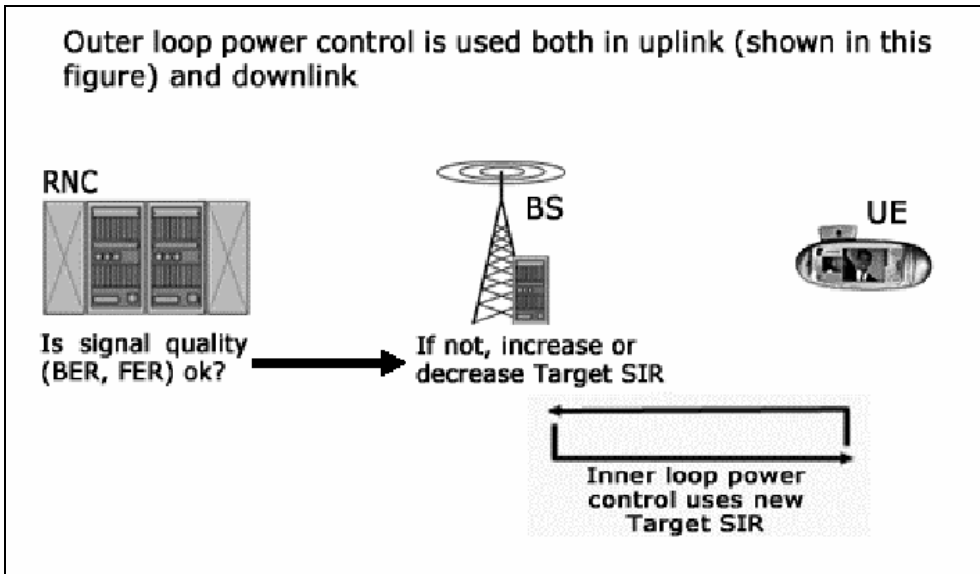 Outer loop power control is used both in uplink (shown in this
figure) and downlink
RNC
BS
UE
Is signal quality
(BER, FER) ok?
If not, increase or
decrease Target SIR
Inner loop power
control uses new
Target SIR